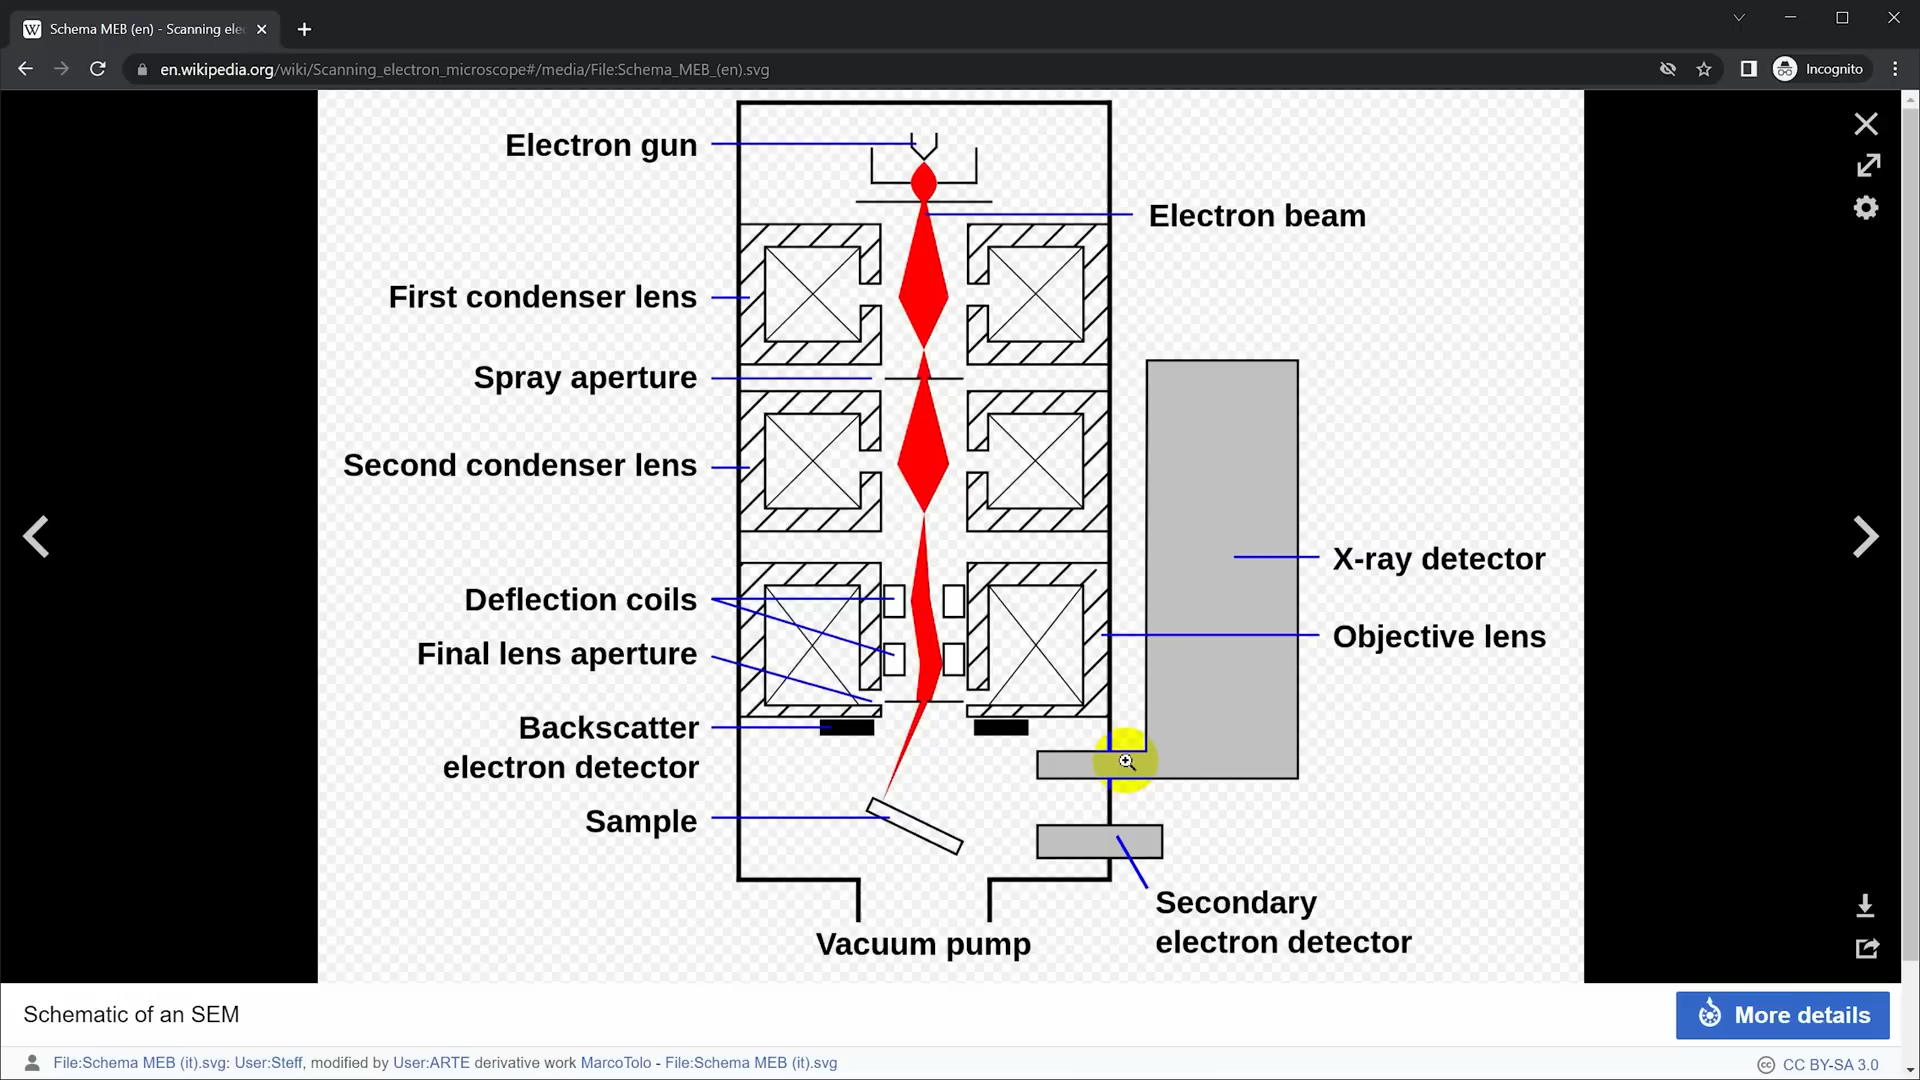 Schema MEB (en) - Scanning ele
en.wikipedia.org/wiki/Scanning_electron_microscope#/media/File:Schema_MEB_(en).svg
Incognito
Electron gun
Electron beam
First condenser lens
Spray aperture
Second condenser lens
X-ray detector
Deflection coils
Objective lens
Final lens aperture
Backscatter
electron detector
Sample
Secondary
electron detector
Vacuum pump
Schematic of an SEM
More details
File:Schema MEB (it).svg: User:Steff, modified by User:ARTE derivative work MarcoTolo - File:Schema MEB (it).svg
CC BY-SA 3.0